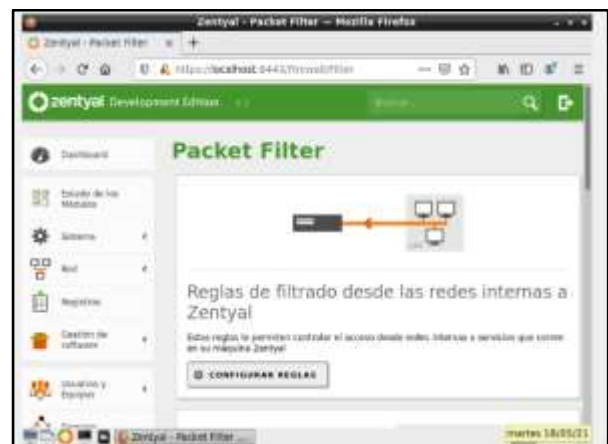 Zentyal - Packet Filter — Mozilla Firefox
Zentyal - Packet Filter
https://localhost:8443/Firewall/Filter
zentyal Development Edition
Buscar...
Packet Filter
Dashboard
Estado de los
Módulos
Sistema
Red
Registros
Gestión de
software
Usuarios y
Equipos
Reglas de filtrado desde las redes internas a
Zentyal
Estas reglas le permiten controlar el acceso desde redes internas a servicios que corren
en su máquina Zentyal
CONFIGURAR REGLAS
Zentyal - Packet Filter ...
martes 18/05/21